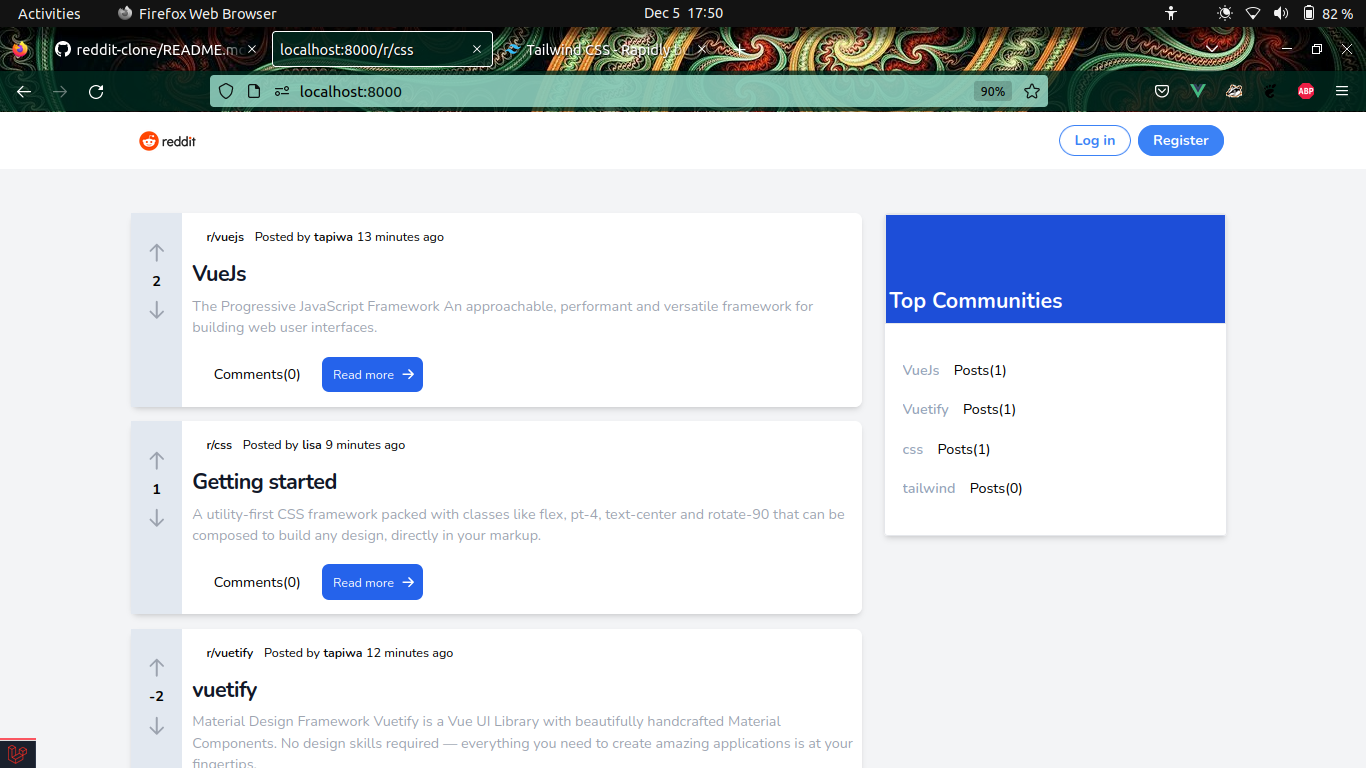 Activities Firefox Web Browser Dec 5 17:50 82 %
reddit-clone/README.m localhost:8000/r/css Tailwind CSS - Rapidly
localhost:8000 90% ABP
reddit Log in Register
r/vuejs Posted by tapiwa 13 minutes ago
VueJs
2
The Progressive JavaScript Framework An approachable, performant and versatile framework for
building web user interfaces.
Comments(0) Read more
r/css Posted by lisa 9 minutes ago
Getting started
1
A utility-first CSS framework packed with classes like flex, pt-4, text-center and rotate-90 that can be
composed to build any design, directly in your markup.
Comments(0) Read more
r/vuetify Posted by tapiwa 12 minutes ago
vuetify
-2
Material Design Framework Vuetify is a Vue UI Library with beautifully handcrafted Material
Components. No design skills required — everything you need to create amazing applications is at your
fingertips.
Top Communities
VueJs Posts(1)
Vuetify Posts(1)
css Posts(1)
tailwind Posts(0)